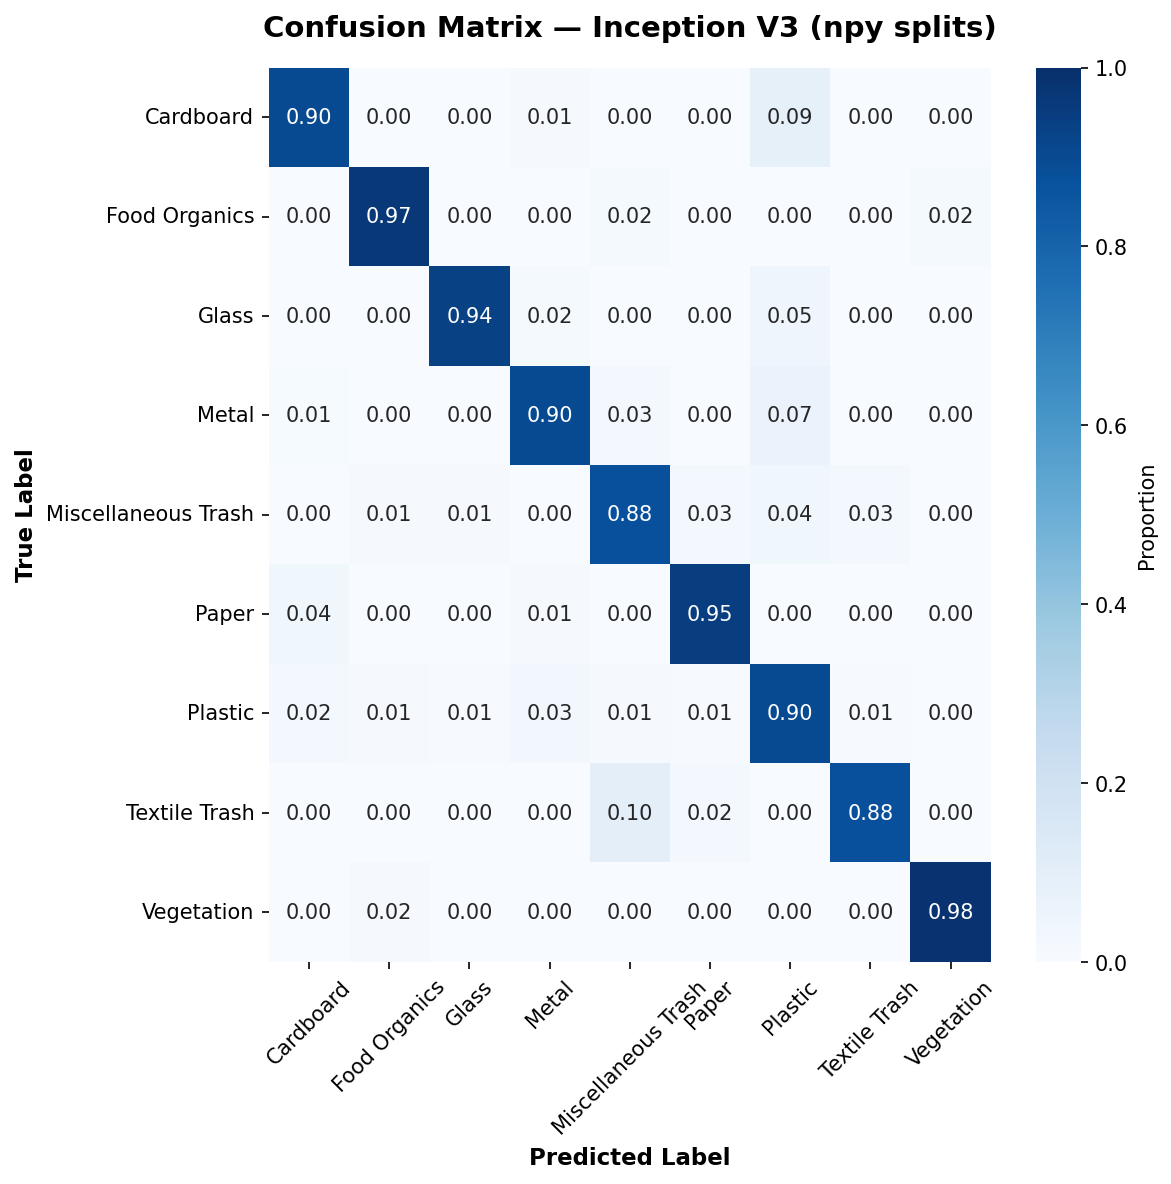 Confusion Matrix — Inception V3 (npy splits)
Cardboard 0.90 0.00 0.00 0.01 0.00 0.00 0.09 0.00 0.00
Food Organics 0.00 0.97 0.00 0.00 0.02 0.00 0.00 0.00 0.02
Glass 0.00 0.00 0.94 0.02 0.00 0.00 0.05 0.00 0.00
Metal 0.01 0.00 0.00 0.90 0.03 0.00 0.07 0.00 0.00
Miscellaneous Trash 0.00 0.01 0.01 0.00 0.88 0.03 0.04 0.03 0.00
Paper 0.04 0.00 0.00 0.01 0.00 0.95 0.00 0.00 0.00
Plastic 0.02 0.01 0.01 0.03 0.01 0.01 0.90 0.01 0.00
Textile Trash 0.00 0.00 0.00 0.00 0.10 0.02 0.00 0.88 0.00
Vegetation 0.00 0.02 0.00 0.00 0.00 0.00 0.00 0.00 0.98
True Label
Cardboard
Food Organics
Glass
Metal
Miscellaneous Trash
Paper
Plastic
Textile Trash
Vegetation
Predicted Label
1.0
0.8
0.6
0.4
0.2
0.0
Proportion